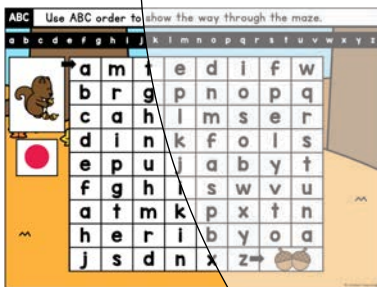 ABC Use ABC order to show the way through the maze.
a b c d e f g h i j k l m n o p q r s t u v w x y z
a m t e d i f w
b r g p n o p q
c a h l m s e r
d i n k f o l s
e p u j a b y t
f g h i s w v u
a t m k p x t n
h e r i b y o a
j s d n x z